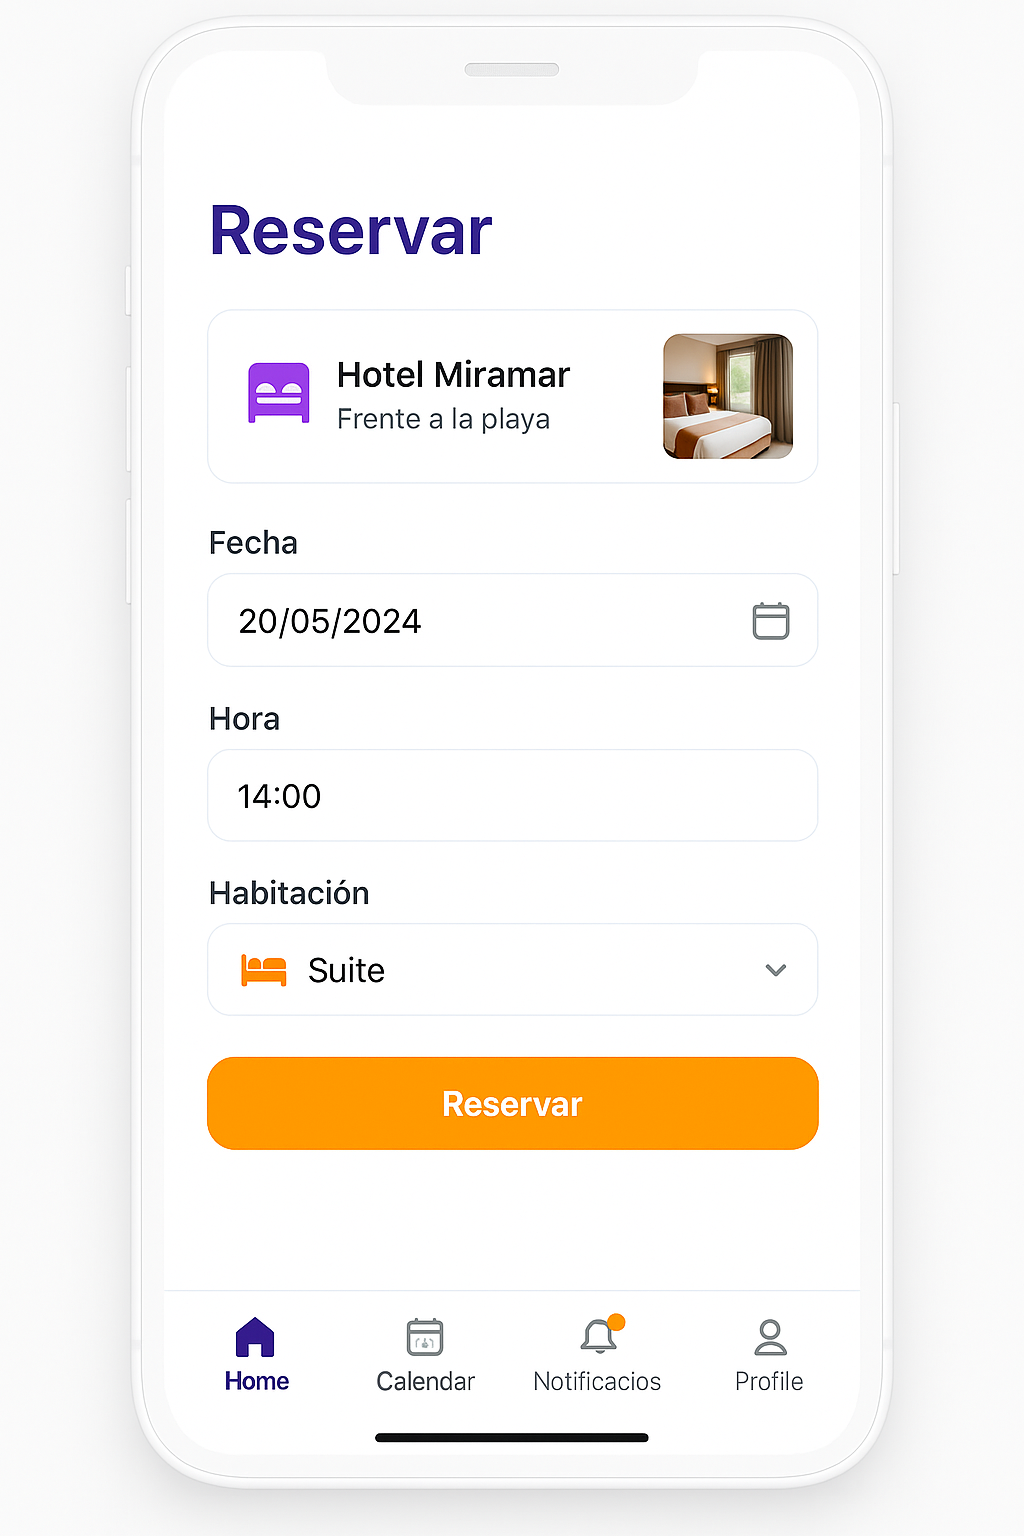 Reservar
Hotel Miramar
Frente a la playa
Fecha
20/05/2024
Hora
14:00
Habitación
Suite
Reservar
Home
Calendar
Notificacios
Profile